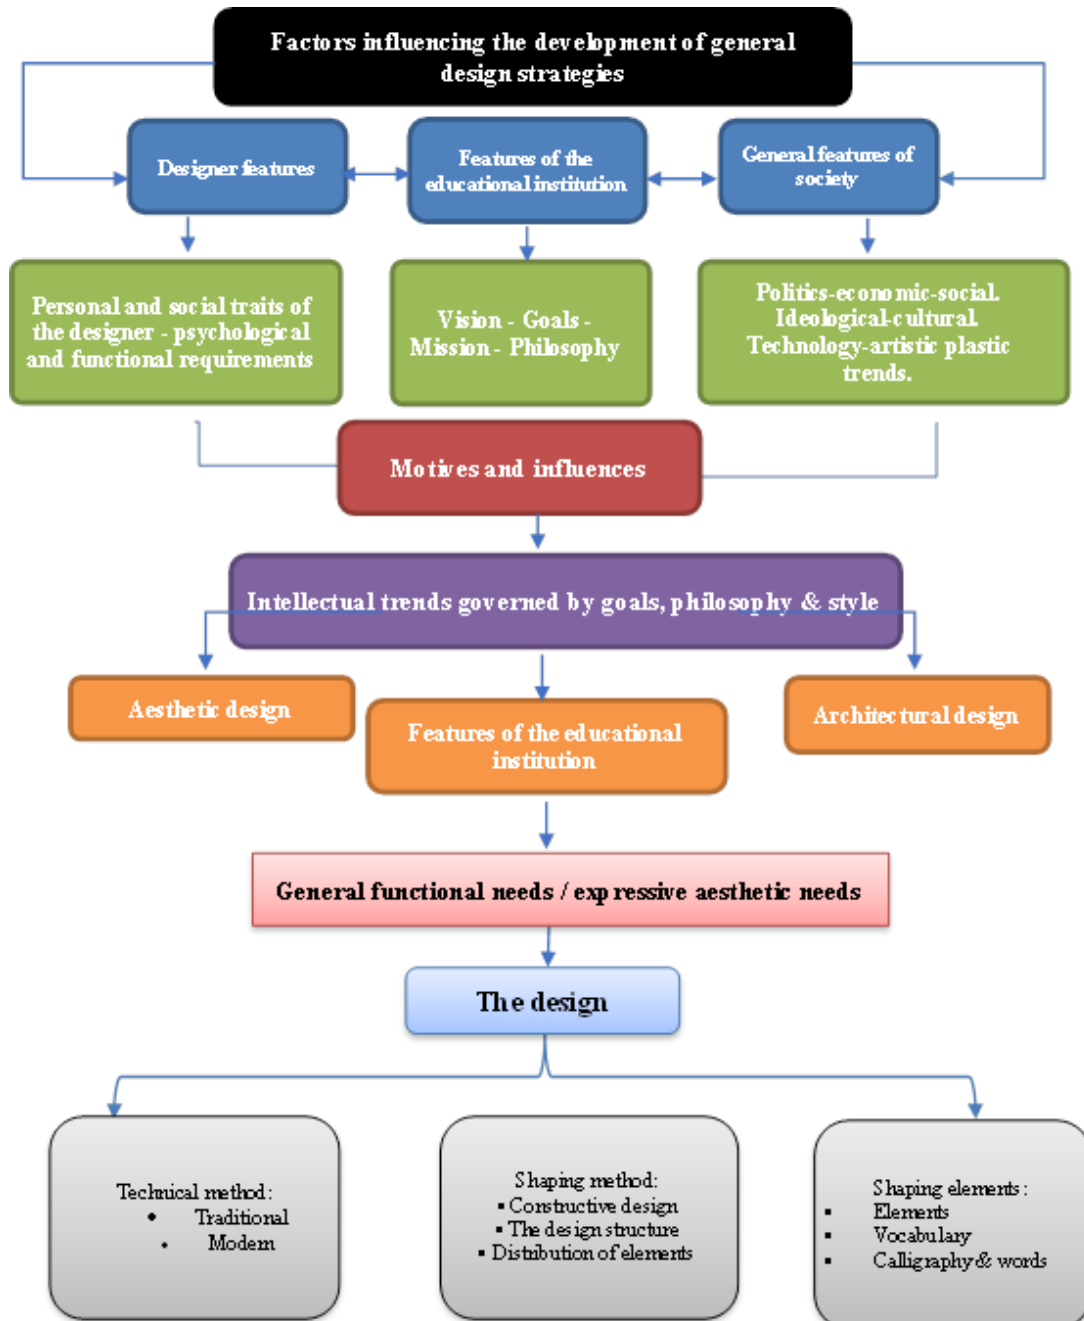 Factors influencing the development of general
design strategies
Designer features
Features of the
educational institution
General features of
society
Personal and social traits of
the designer - psychological
and functional requirements
Vision - Goals -
Mission - Philosophy
Politics-economic-social.
Ideological-cultural.
Technology-artistic plastic
trends.
Motives and influences
Intellectual trends governed by goals, philosophy & style
Aesthetic design
Features of the educational
institution
Architectural design
General functional needs / expressive aesthetic needs
The design
Technical method:
• Traditional
• Modern
Shaping method:
▪ Constructive design
▪ The design structure
▪ Distribution of elements
Shaping elements:
▪ Elements
▪ Vocabulary
▪ Calligraphy & words